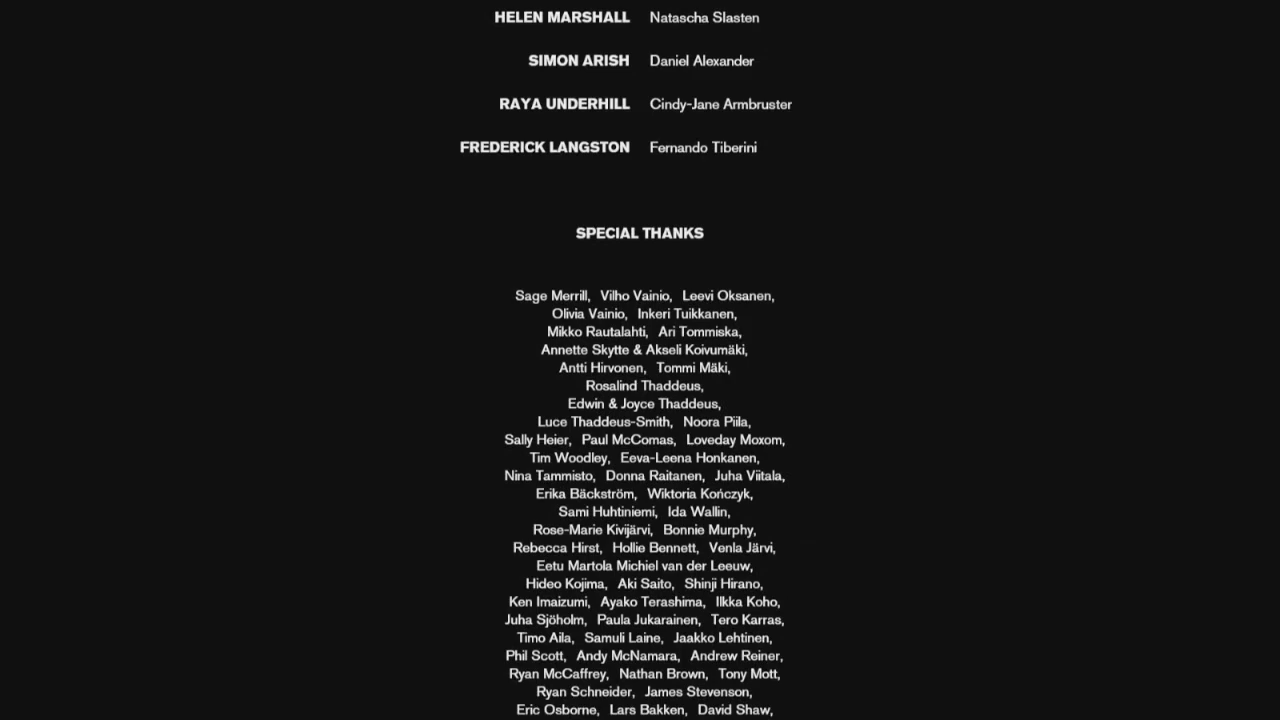 HELEN MARSHALL Natascha Slasten
SIMON ARISH Daniel Alexander
RAYA UNDERHILL Cindy-Jane Armbruster
FREDERICK LANGSTON Fernando Tiberini
SPECIAL THANKS
Sage Merrill, Vilho Vainio, Leevi Oksanen,
Olivia Vainio, Inkeri Tuikkanen,
Mikko Rautalahti, Ari Tommiska,
Annette Skytte & Akseli Koivumäki,
Antti Hirvonen, Tommi Mäki,
Rosalind Thaddeus,
Edwin & Joyce Thaddeus,
Luce Thaddeus-Smith, Noora Piila,
Sally Heier, Paul McComas, Loveday Moxom,
Tim Woodley, Eeva-Leena Honkanen,
Nina Tammisto, Donna Raitanen, Juha Viitala,
Erika Bäckström, Wiktoria Kończyk,
Sami Huhtiniemi, Ida Wallin,
Rose-Marie Kivijärvi, Bonnie Murphy,
Rebecca Hirst, Hollie Bennett, Venla Järvi,
Eetu Martola Michiel van der Leeuw,
Hideo Kojima, Aki Saito, Shinji Hirano,
Ken Imaizumi, Ayako Terashima, Ilkka Koho,
Juha Sjöholm, Paula Jukarainen, Tero Karras,
Timo Aila, Samuli Laine, Jaakko Lehtinen,
Phil Scott, Andy McNamara, Andrew Reiner,
Ryan McCaffrey, Nathan Brown, Tony Mott,
Ryan Schneider, James Stevenson,
Eric Osborne, Lars Bakken, David Shaw,